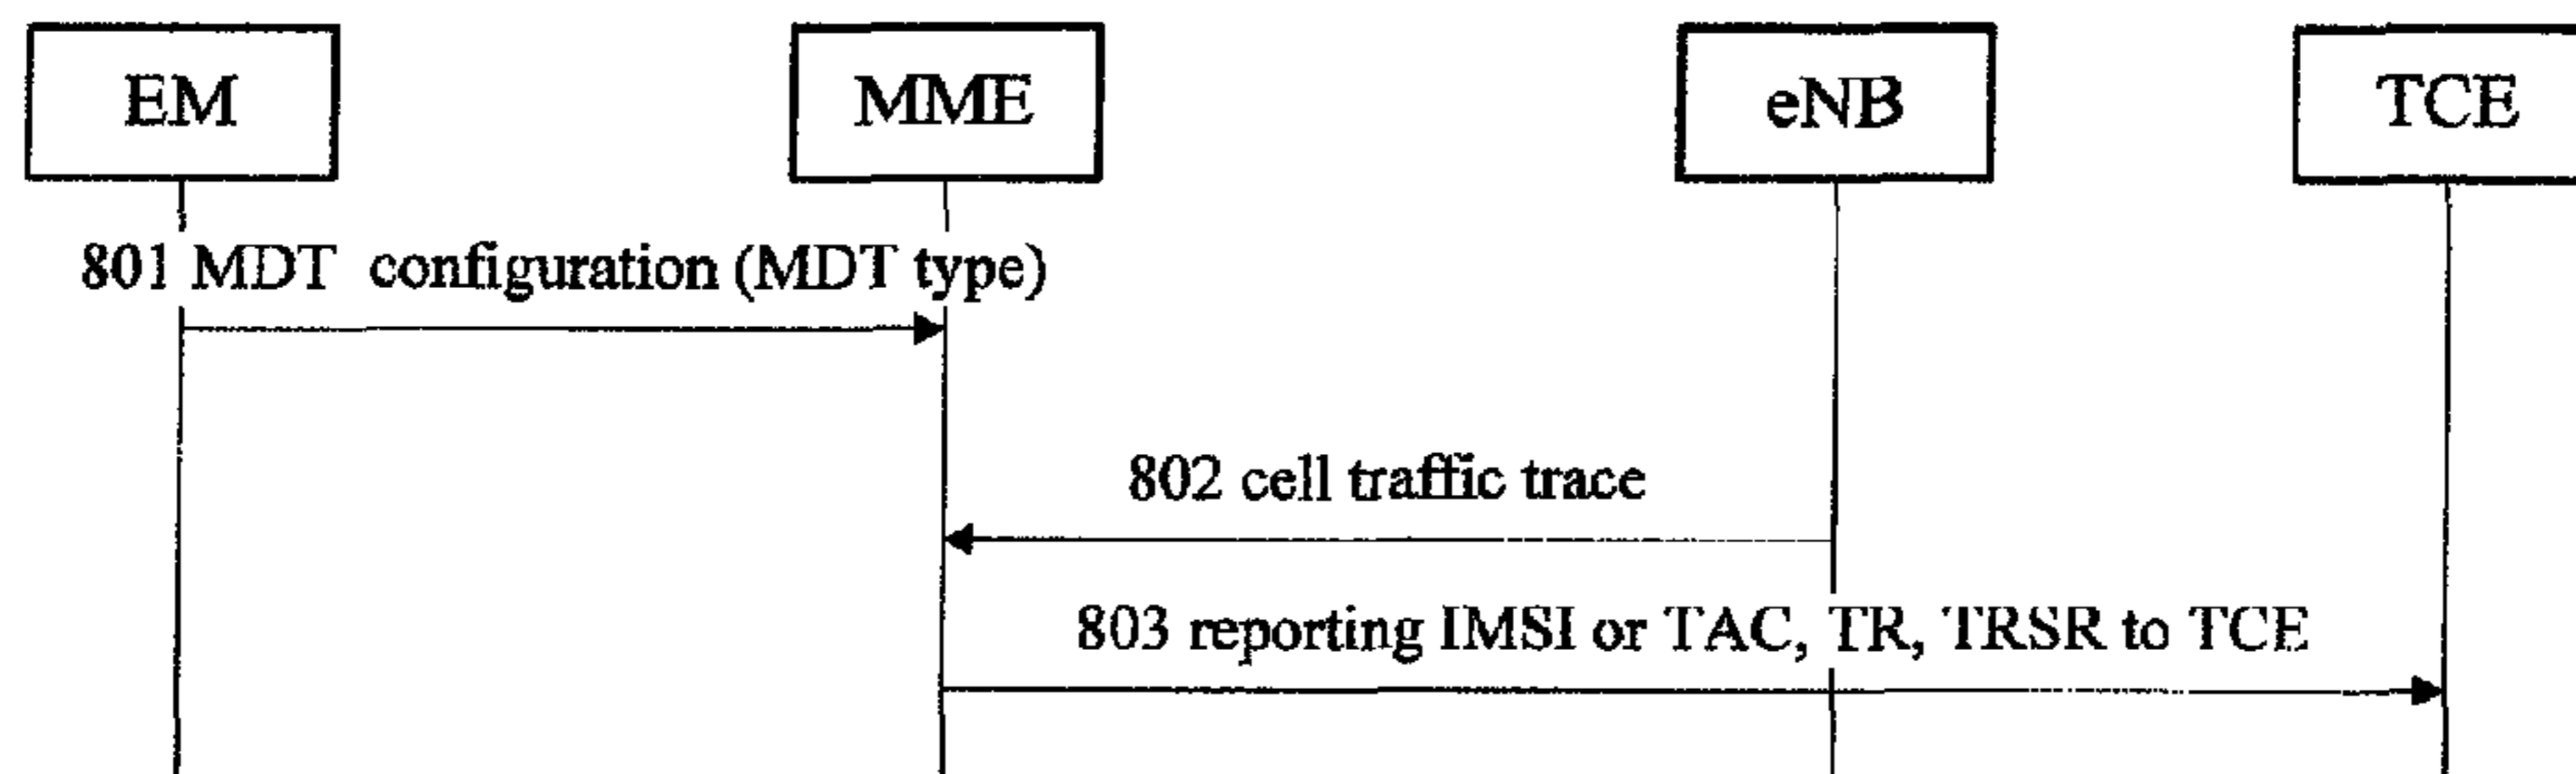 EM MME eNB TCE
801 MDT configuration (MDT type)
802 cell traffic trace
803 reporting IMSI or TAC, TR, TRSR to TCE